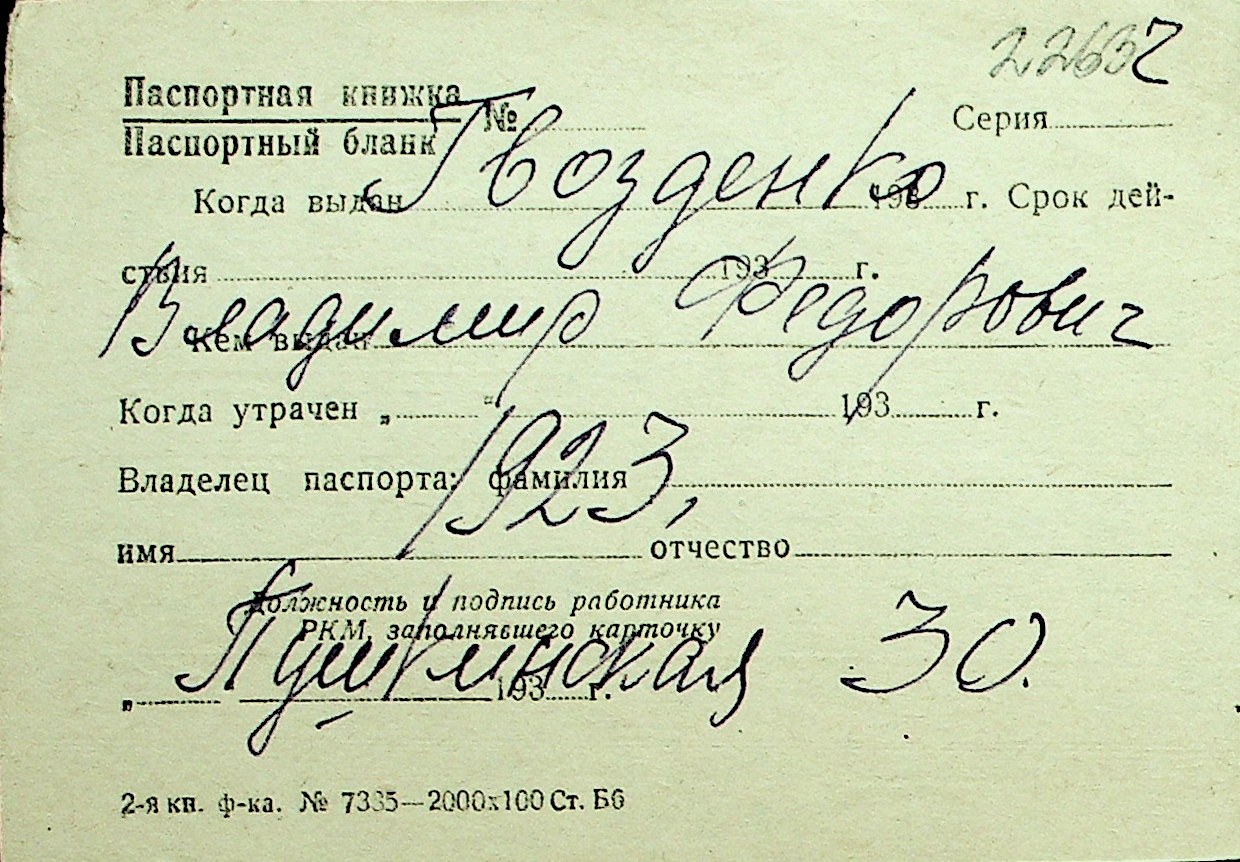 22632
Паспортная книжка
Паспортный бланк № Серия
Гвозденко
Когда выдан 193 г. Срок дей-
ствия 193 г.
Владимир Федорович
Кем выдан
Когда утрачен „ “ 193 г.
1923,
Владелец паспорта: фамилия
имя отчество
Должность и подпись работника
РКМ, заполнявшего карточку
Пушкинская 30.
„ 193 г.
2-я кн. ф-ка. № 7335—2000х100 Ст. Б6